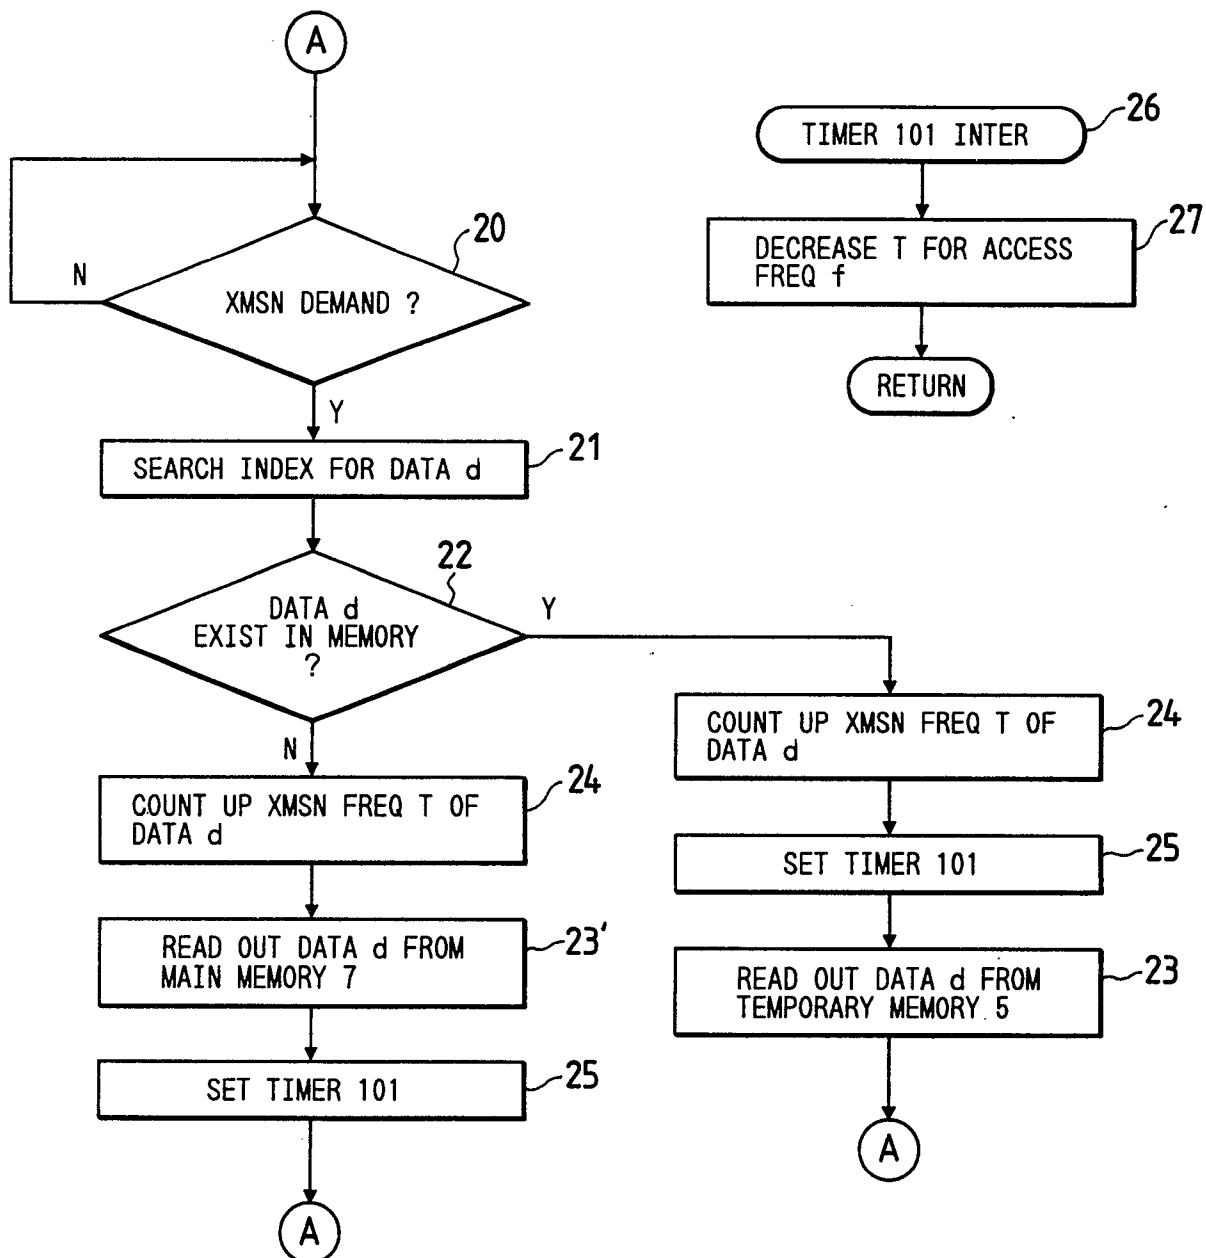 A
20
N
XMSN DEMAND ?
Y
21
SEARCH INDEX FOR DATA d
22
DATA d
EXIST IN MEMORY
?
Y
N
24
COUNT UP XMSN FREQ T OF
DATA d
23'
READ OUT DATA d FROM
MAIN MEMORY 7
25
SET TIMER 101
A
24
COUNT UP XMSN FREQ T OF
DATA d
25
SET TIMER 101
23
READ OUT DATA d FROM
TEMPORARY MEMORY 5
A
26
TIMER 101 INTER
27
DECREASE T FOR ACCESS
FREQ f
RETURN